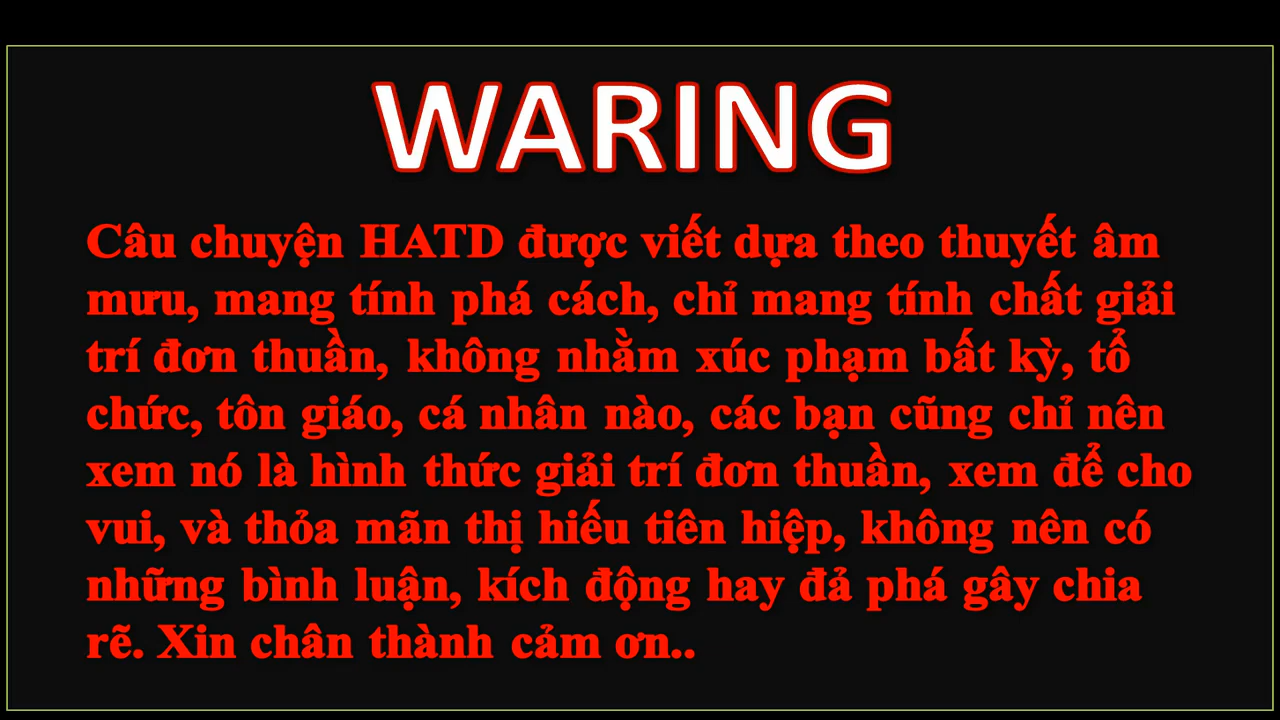 WARING
Câu chuyện HATD được viết dựa theo thuyết âm
mưu, mang tính phá cách, chỉ mang tính chất giải
trí đơn thuần, không nhằm xúc phạm bất kỳ, tổ
chức, tôn giáo, cá nhân nào, các bạn cũng chỉ nên
xem nó là hình thức giải trí đơn thuần, xem để cho
vui, và thỏa mãn thị hiếu tiên hiệp, không nên có
những bình luận, kích động hay đả phá gây chia
rẽ. Xin chân thành cảm ơn..